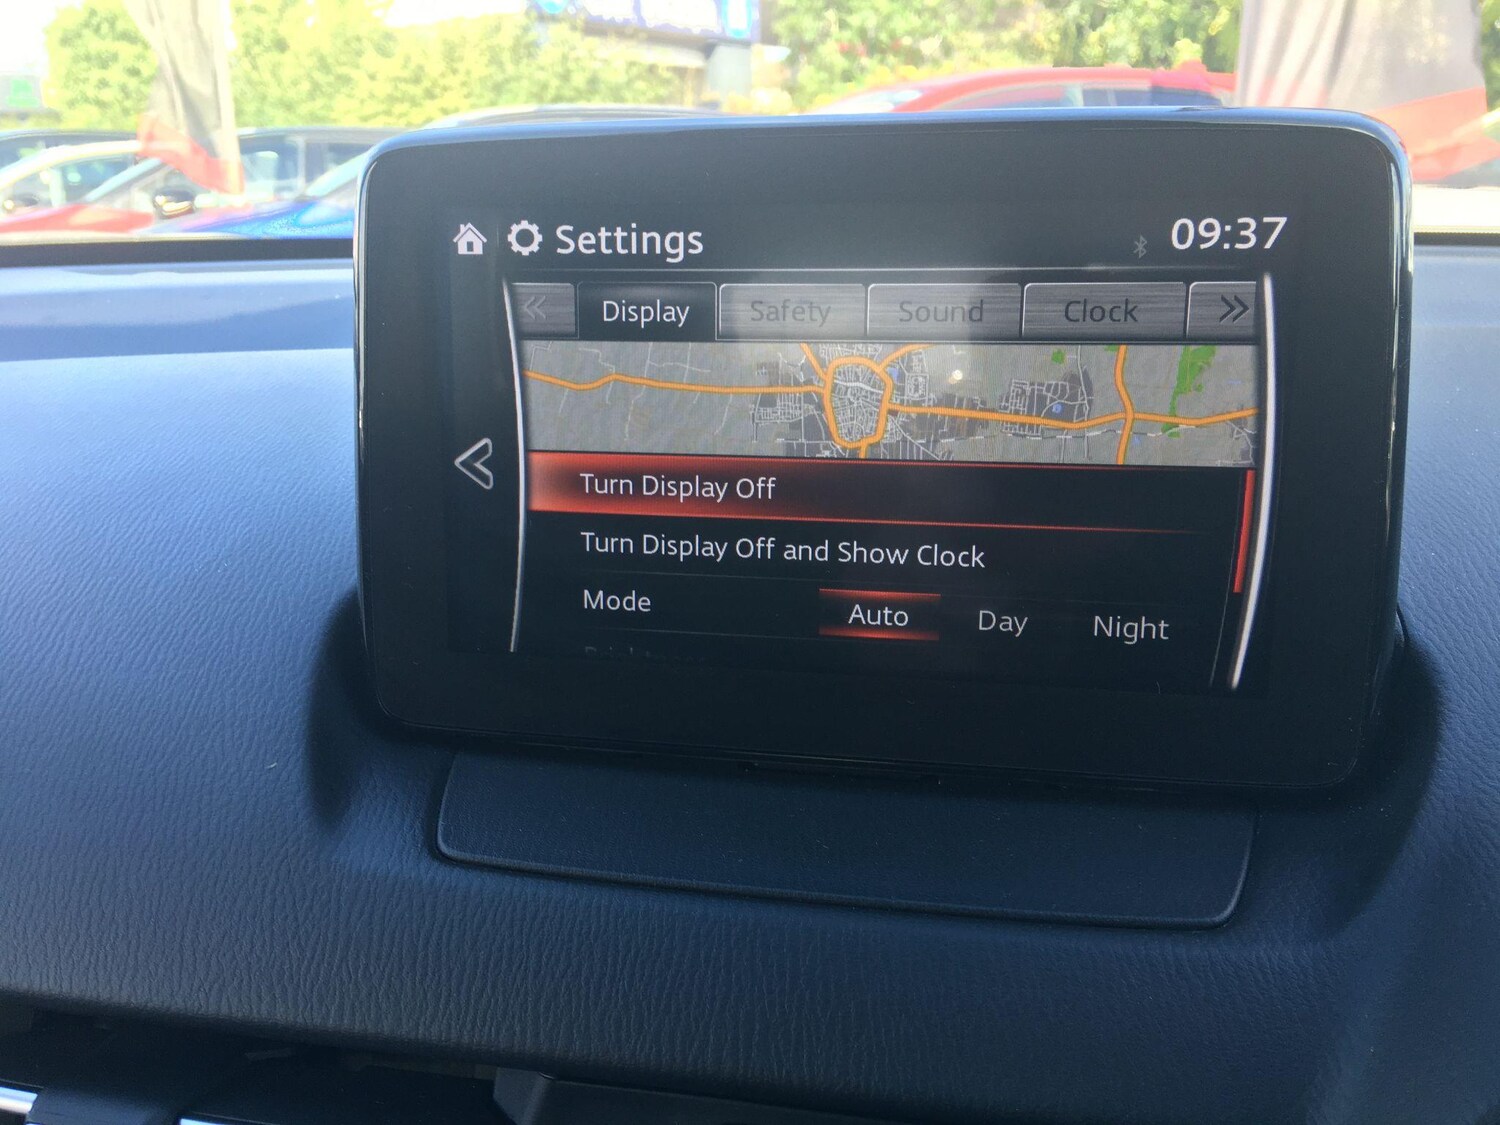 Settings
09:37
Display Safety Sound Clock
Turn Display Off
Turn Display Off and Show Clock
Mode Auto Day Night